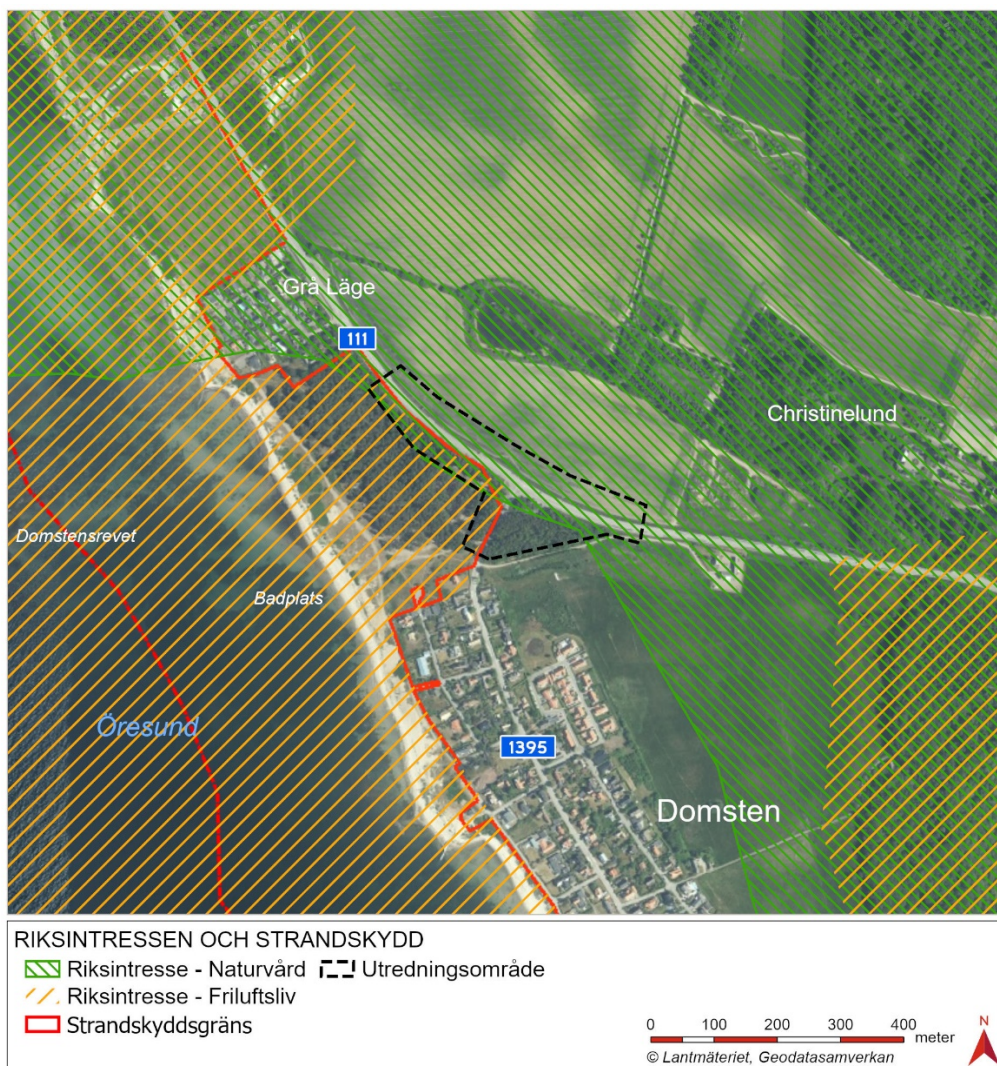 Grå Läge
111
Christinelund
Domstensrevet
Badplats
Öresund
1395
Domsten
RIKSINTRESSEN OCH STRANDSKYDD
Riksintresse - Naturvård Utredningsområde
Riksintresse - Friluftsliv
Strandskyddsgräns
0 100 200 300 400 meter
N
© Lantmäteriet, Geodatasamverkan